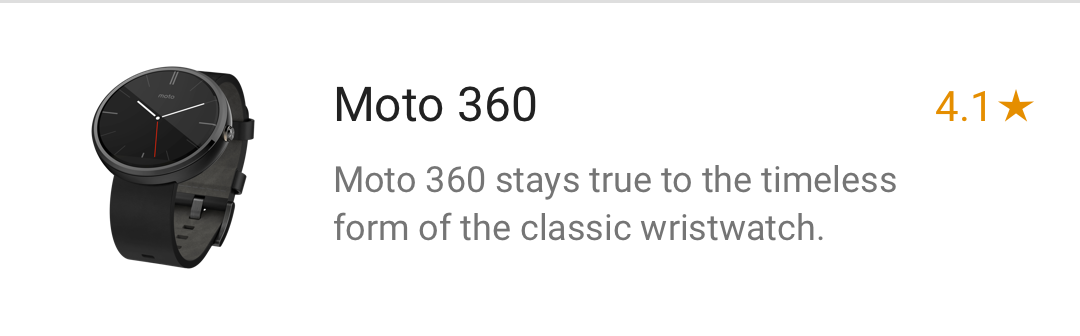 Moto 360
4.1★
Moto 360 stays true to the timeless
form of the classic wristwatch.
moto